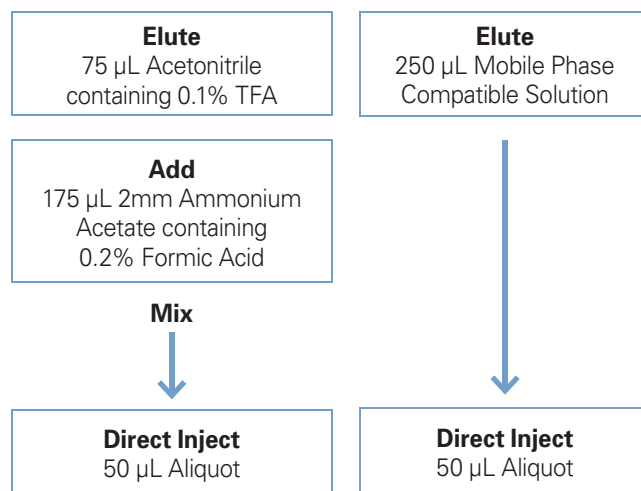 Elute
75 µL Acetonitrile
containing 0.1% TFA
Add
175 µL 2mm Ammonium
Acetate containing
0.2% Formic Acid
Mix
Direct Inject
50 µL Aliquot
Elute
250 µL Mobile Phase
Compatible Solution
Direct Inject
50 µL Aliquot